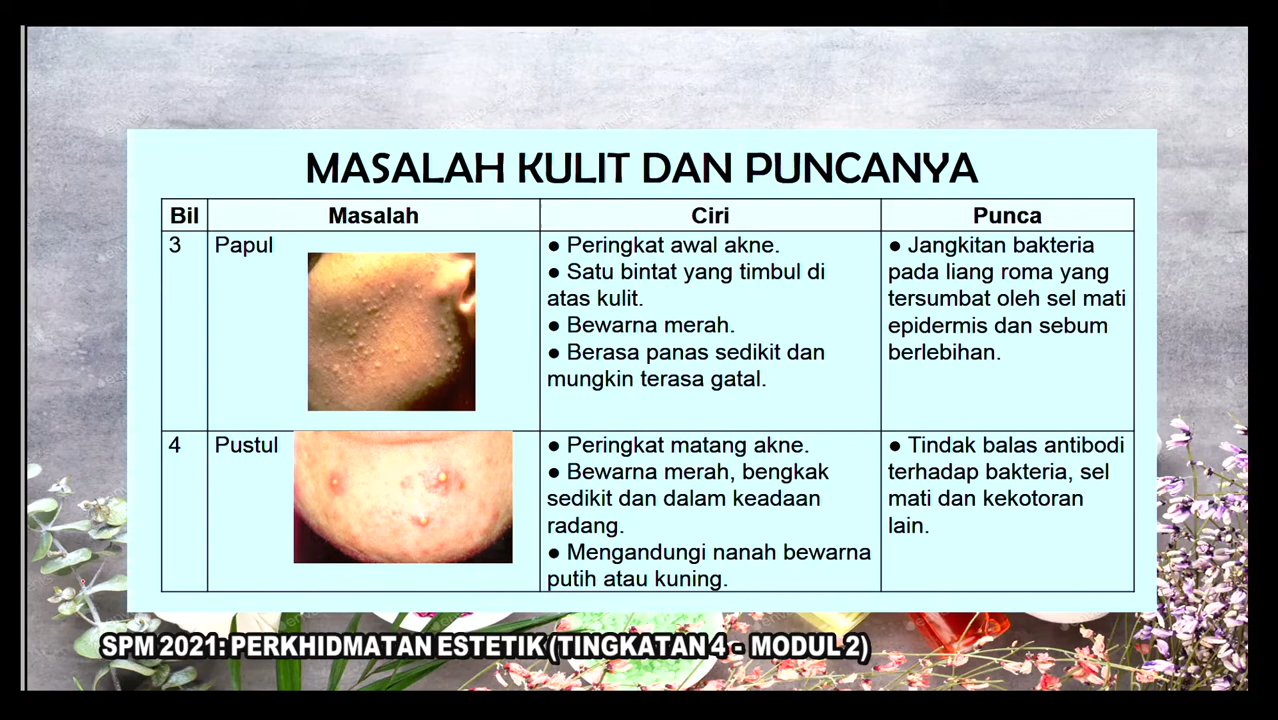 MASALAH KULIT DAN PUNCANYA
Bil Masalah Ciri Punca
3 Papul
● Peringkat awal akne.
● Satu bintat yang timbul di
atas kulit.
● Bewarna merah.
● Berasa panas sedikit dan
mungkin terasa gatal.
● Jangkitan bakteria
pada liang roma yang
tersumbat oleh sel mati
epidermis dan sebum
berlebihan.
4 Pustul
● Peringkat matang akne.
● Bewarna merah, bengkak
sedikit dan dalam keadaan
radang.
● Mengandungi nanah bewarna
putih atau kuning.
● Tindak balas antibodi
terhadap bakteria, sel
mati dan kekotoran
lain.
SPM 2021: PERKHIDMATAN ESTETIK (TINGKATAN 4 - MODUL 2)